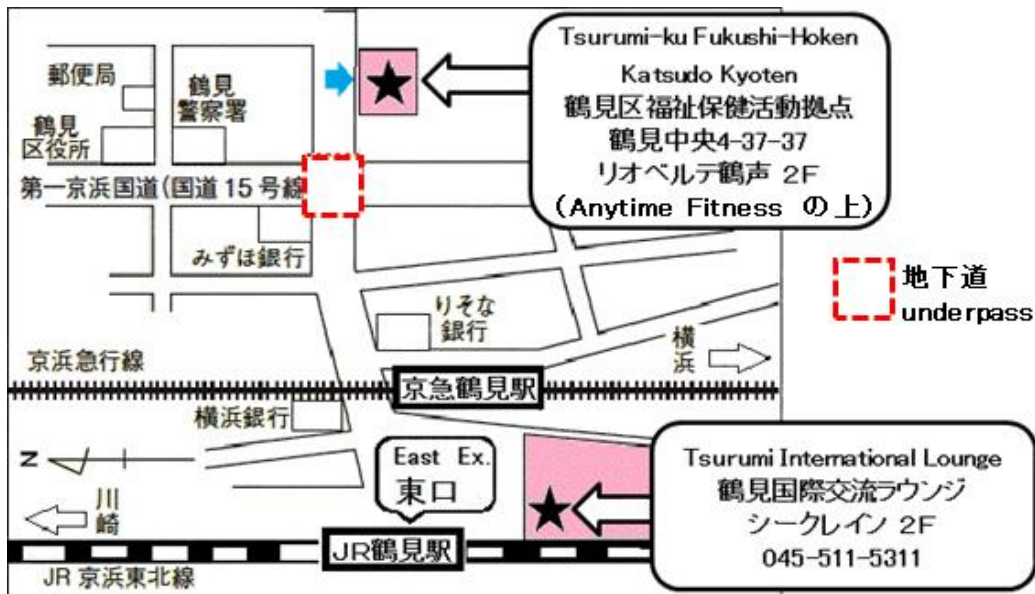 Tsurumi-ku Fukushi-Hoken
Katsudo Kyoten
鶴見区福祉保健活動拠点
鶴見中央4-37-37
リオベルテ鶴声 2F
(Anytime Fitness の上)
郵便局
鶴見
警察署
鶴見
区役所
第一京浜国道(国道15号線
みずほ銀行
地下道
underpass
りそな
銀行
横浜
京浜急行線
京急鶴見駅
横浜銀行
East Ex.
東口
N
川崎
Tsurumi International Lounge
鶴見国際交流ラウンジ
シークレイン 2F
045-511-5311
JR鶴見駅
JR京浜東北線